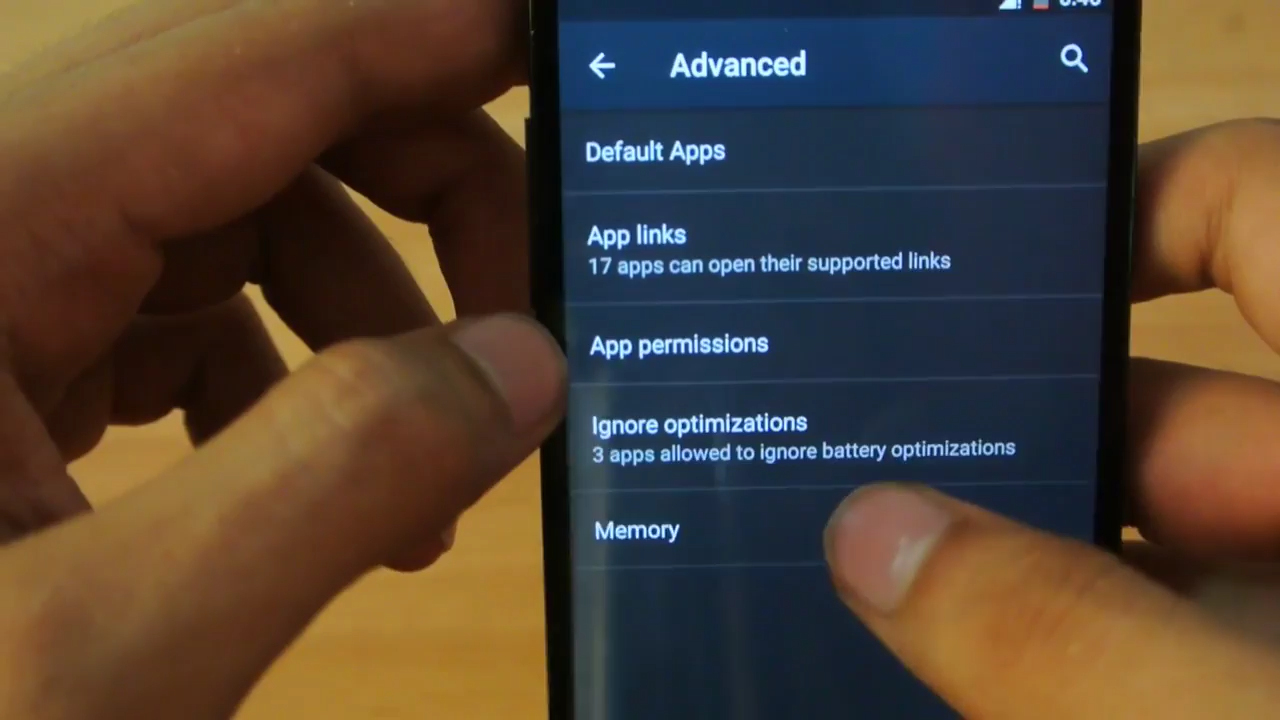 Advanced
Default Apps
App links
17 apps can open their supported links
App permissions
Ignore optimizations
3 apps allowed to ignore battery optimizations
Memory